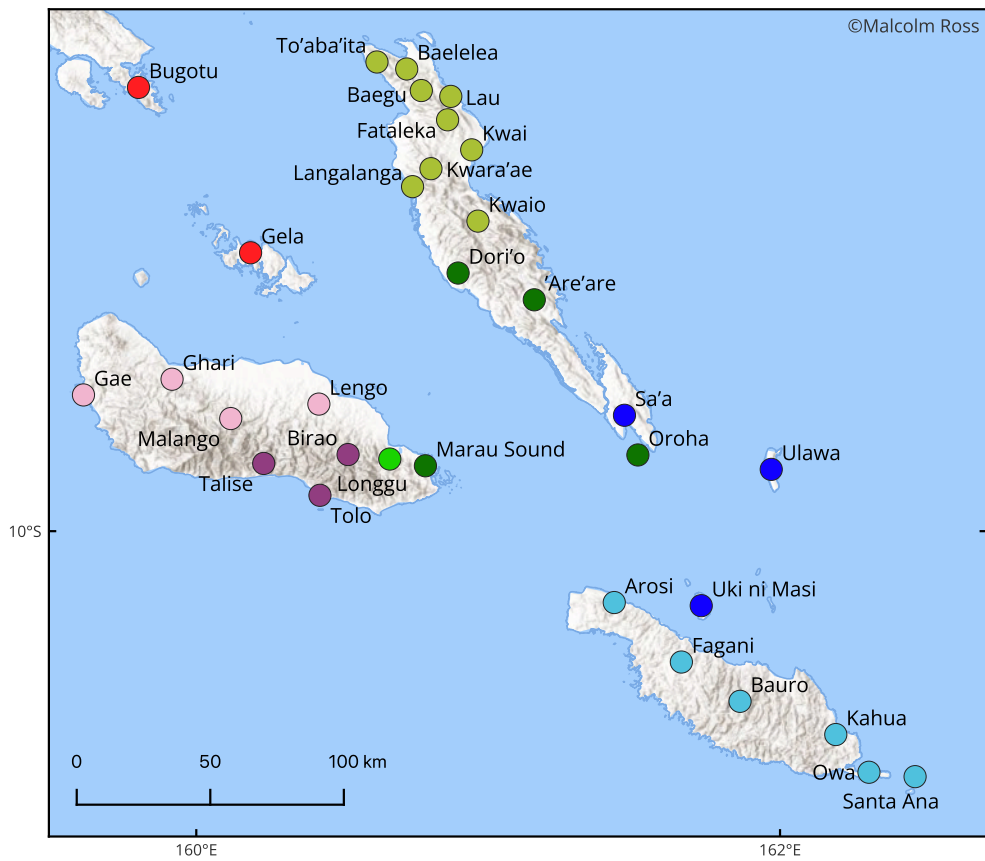 ©Malcolm Ross
To’aba’ita
Baelelea
Bugotu
Baegu
Lau
Fataleka
Kwai
Langalanga
Kwara’ae
Kwaio
Gela
Dori’o
’Are’are
Ghari
Gae
Lengo
Sa’a
Malango
Birao
Oroha
Marau Sound
Ulawa
Talise
Longgu
Tolo
10°S
Arosi
Uki ni Masi
Fagani
Bauro
Kahua
0 50 100 km
Owa
Santa Ana
160°E 162°E